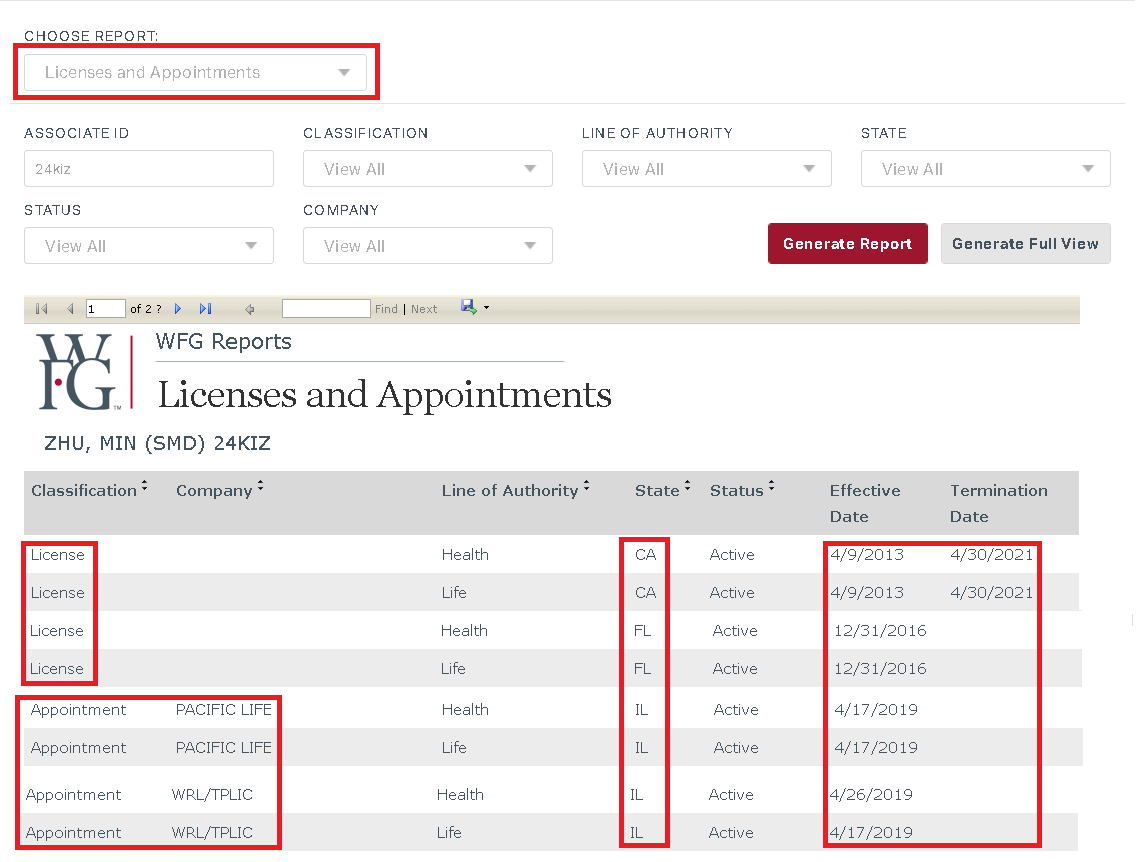 CHOOSE REPORT:
Licenses and Appointments
ASSOCIATE ID CLASSIFICATION LINE OF AUTHORITY STATE
24kiz View All View All View All
STATUS COMPANY
View All View All Generate Report Generate Full View
1 of 2 ? Find | Next
WFG™
WFG Reports
Licenses and Appointments
ZHU, MIN (SMD) 24KIZ
Classification Company Line of Authority State Status Effective Date Termination Date
License Health CA Active 4/9/2013 4/30/2021
License Life CA Active 4/9/2013 4/30/2021
License Health FL Active 12/31/2016
License Life FL Active 12/31/2016
Appointment PACIFIC LIFE Health IL Active 4/17/2019
Appointment PACIFIC LIFE Life IL Active 4/17/2019
Appointment WRL/TPLIC Health IL Active 4/26/2019
Appointment WRL/TPLIC Life IL Active 4/17/2019